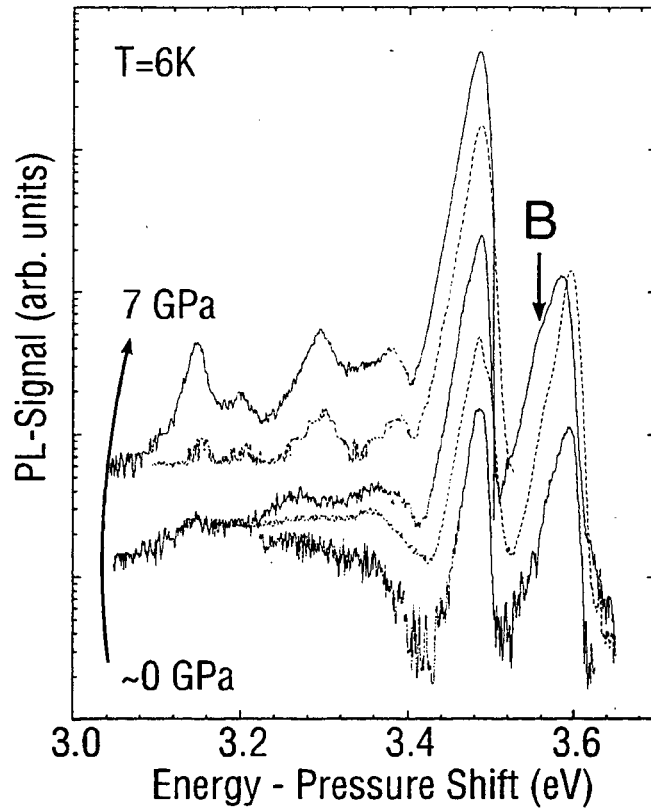 T=6K
B
7 GPa
~0 GPa
PL-Signal (arb. units)
3.0 3.2 3.4 3.6
Energy - Pressure Shift (eV)